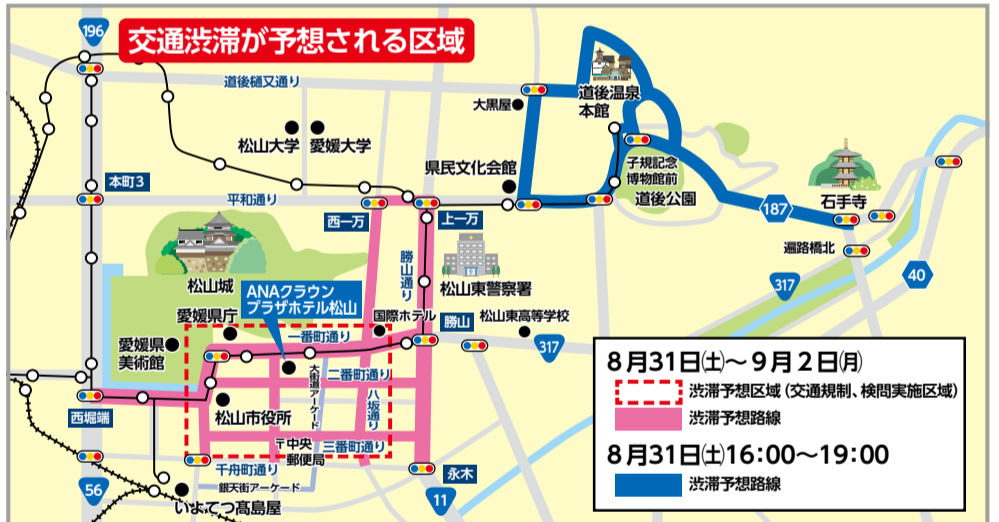 交通渋滞が予想される区域
196
道後樋又通り
大黒屋
道後温泉
本館
松山大学
愛媛大学
県民文化会館
子規記念
博物館前
道後公園
石手寺
187
本町3
平和通り
西一万
上一万
遍路橋北
勝山通り
松山東警察署
317
40
松山城
ANAクラウン
プラザホテル松山
愛媛県庁
国際ホテル
勝山
松山東高等学校
317
愛媛県
美術館
一番町通り
大街道アーケード
二番町通り
八坂通り
西堀端
松山市役所
〒中央
郵便局
三番町通り
千舟町通り
永木
銀天街アーケード
いよてつ髙島屋
56
11
8月31日㈯~9月2日㈪
渋滞予想区域(交通規制、検問実施区域)
渋滞予想路線
8月31日㈯16:00~19:00
渋滞予想路線